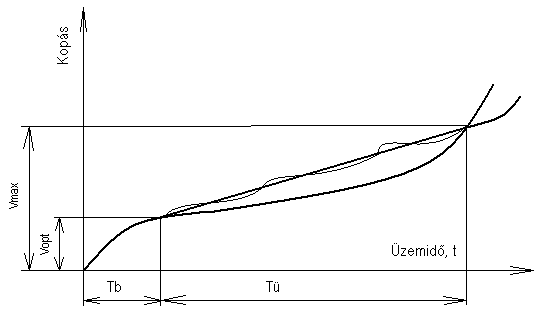 Kopás
Vmax
Vopt
Üzemidő, t
Tb
Tü